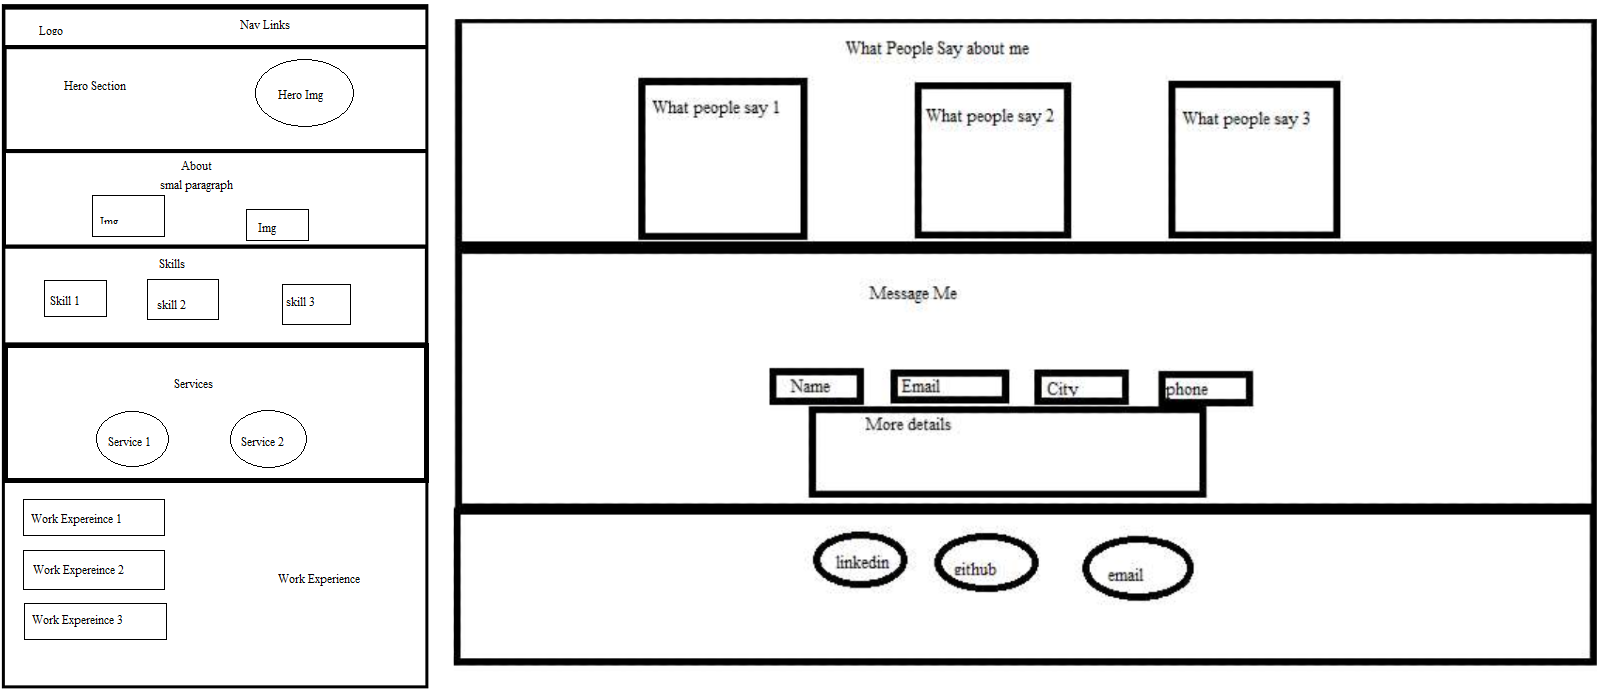 Logo
Nav Links
Hero Section
Hero Img
About
smal paragraph
Img
Img
Skills
Skill 1
skill 2
skill 3
Services
Service 1
Service 2
Work Expereince 1
Work Expereince 2
Work Expereince 3
Work Experience
What People Say about me
What people say 1
What people say 2
What people say 3
Message Me
Name
Email
City
phone
More details
linkedin
github
email